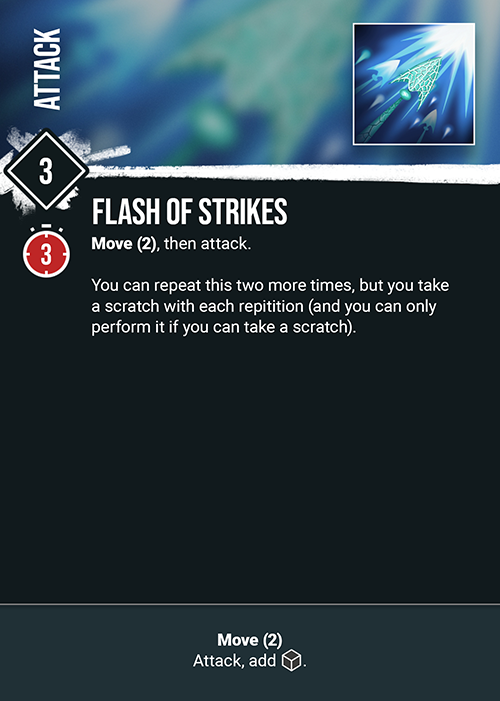 ATTACK
3
FLASH OF STRIKES
3
Move (2), then attack.
You can repeat this two more times, but you take
a scratch with each repitition (and you can only
perform it if you can take a scratch).
Move (2)
Attack, add .